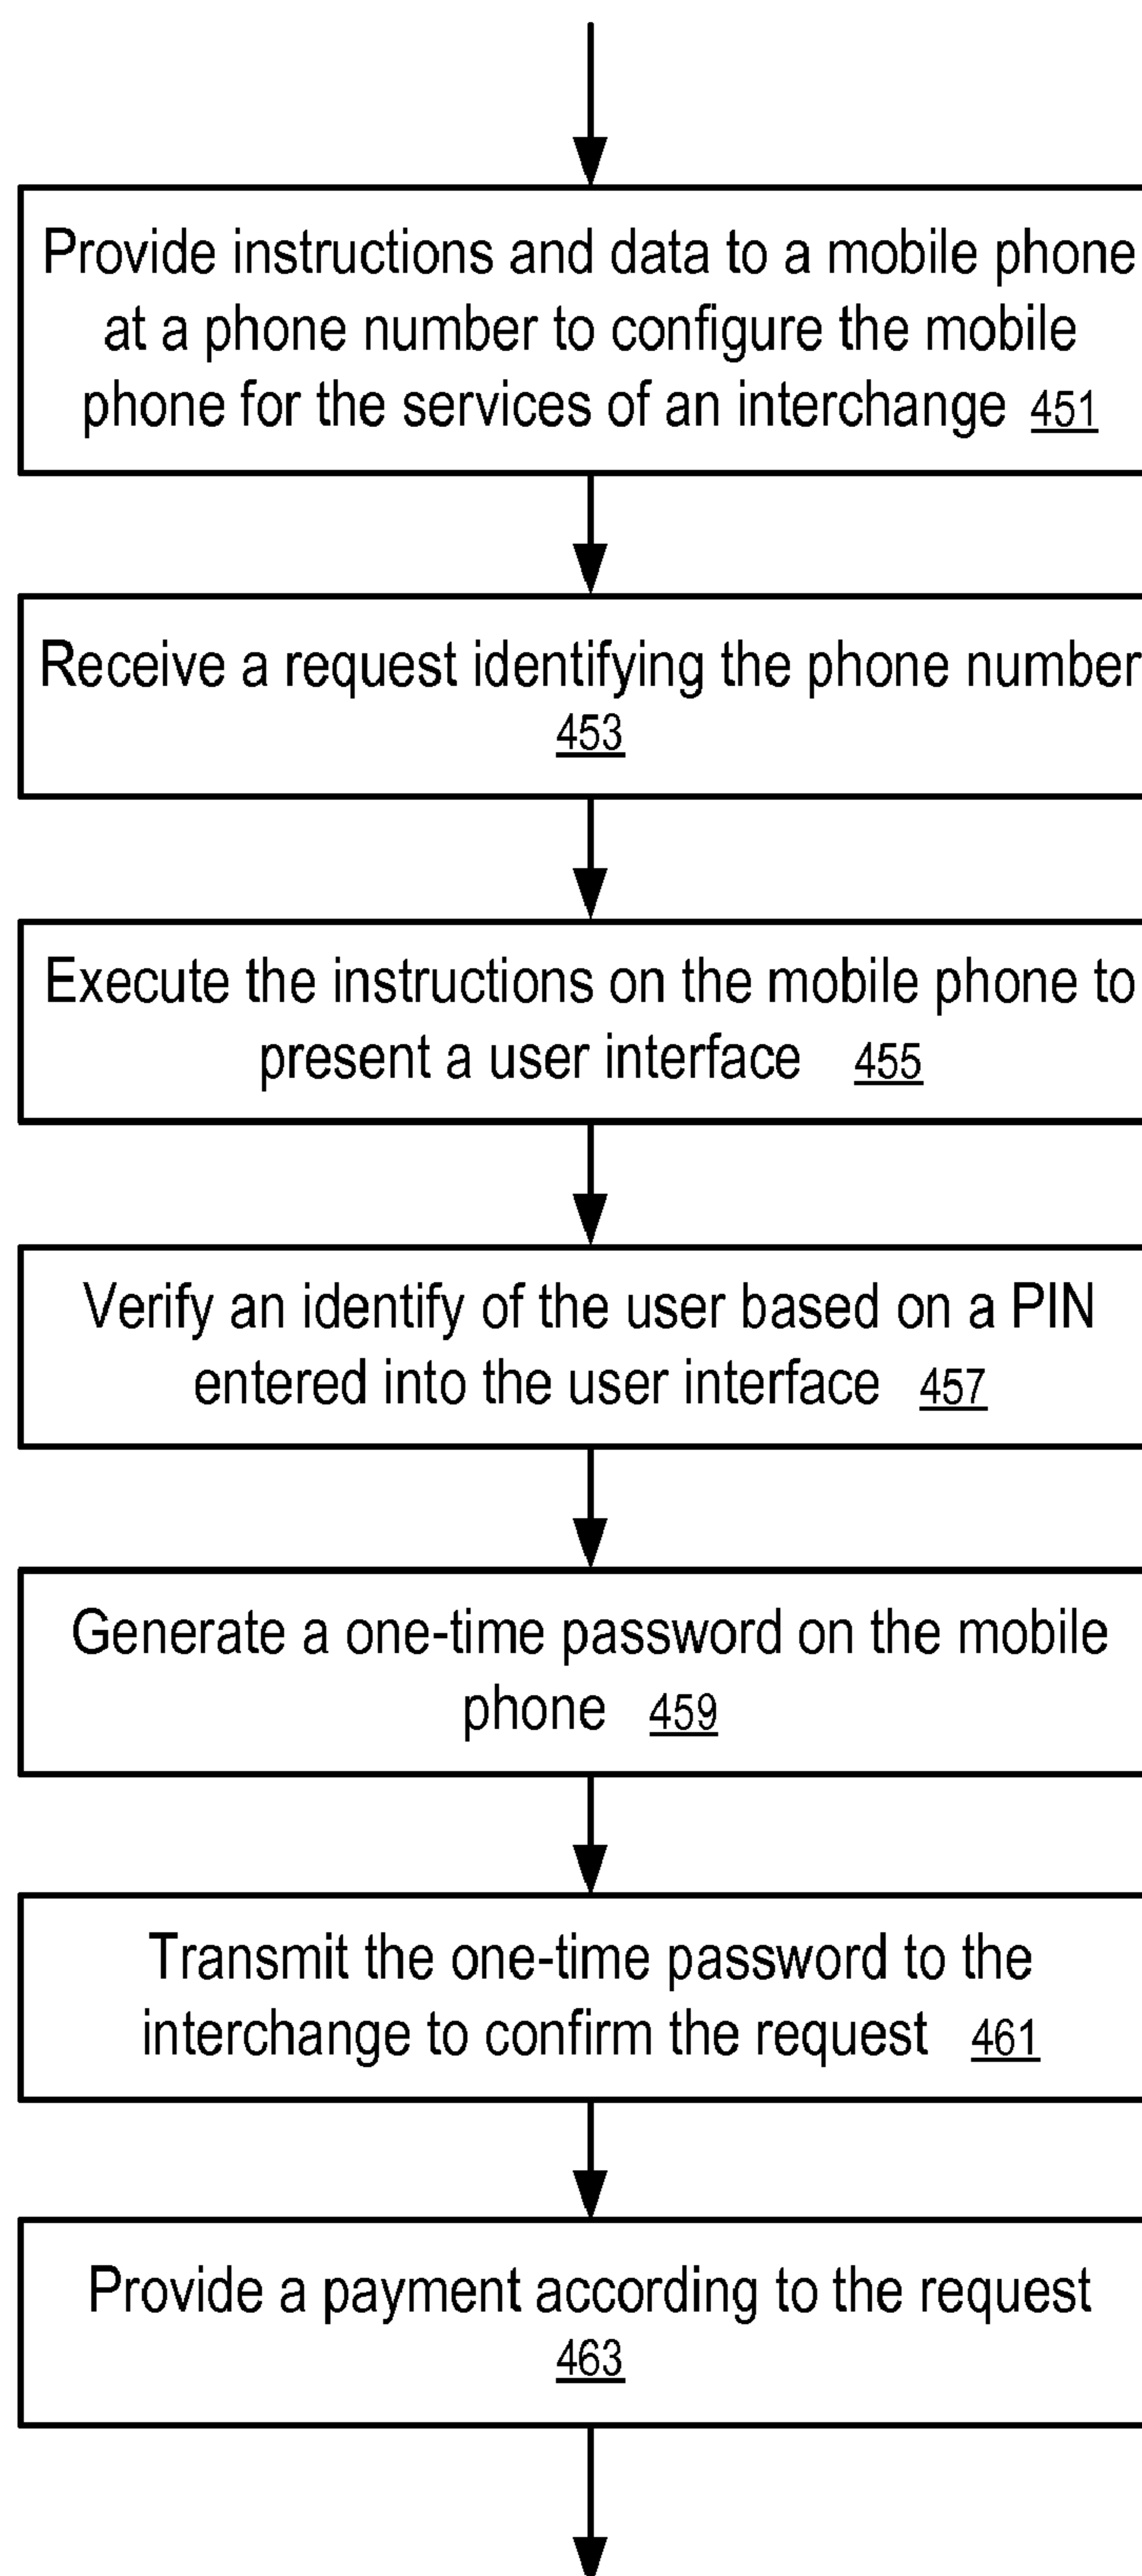 Provide instructions and data to a mobile phone
at a phone number to configure the mobile
phone for the services of an interchange 451
Receive a request identifying the phone number
453
Execute the instructions on the mobile phone to
present a user interface 455
Verify an identify of the user based on a PIN
entered into the user interface 457
Generate a one-time password on the mobile
phone 459
Transmit the one-time password to the
interchange to confirm the request 461
Provide a payment according to the request
463